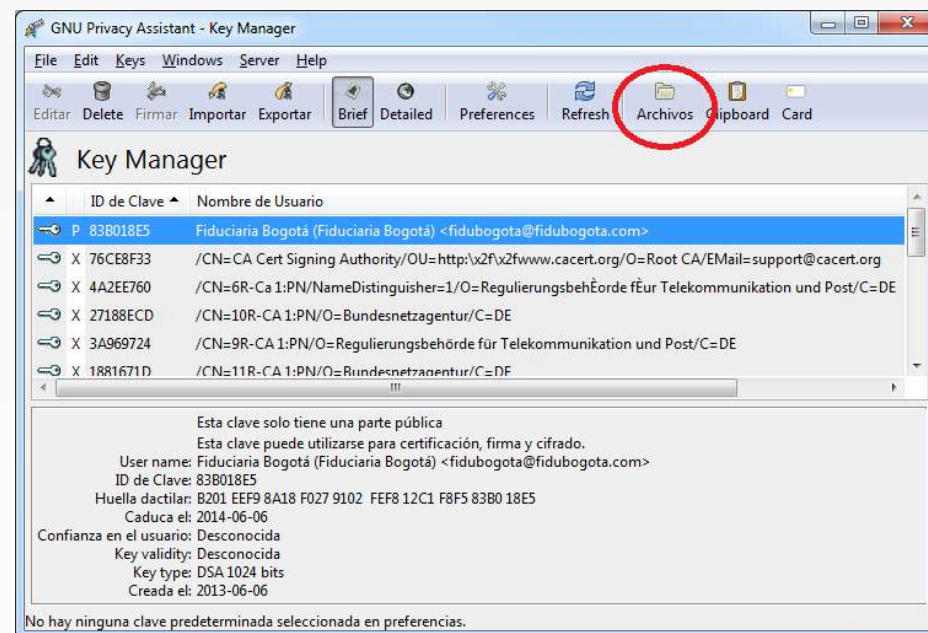 GNU Privacy Assistant - Key Manager
File Edit Keys Windows Server Help
Editar Delete Firmar Importar Exportar Brief Detailed Preferences Refresh Archivos Clipboard Card
Key Manager
ID de Clave Nombre de Usuario
P 83B018E5 Fiduciaria Bogotá (Fiduciaria Bogotá) <fidubogota@fidubogota.com>
X 76CE8F33 /CN=CA Cert Signing Authority/OU=http:\x2f\x2fwww.cacert.org/O=Root CA/EMail=support@cacert.org
X 4A2EE760 /CN=6R-Ca 1:PN/NameDistinguisher=1/O=RegulierungsbehÈorde fÈur Telekommunikation und Post/C=DE
X 27188ECD /CN=10R-CA 1:PN/O=Bundesnetzagentur/C=DE
X 3A969724 /CN=9R-CA 1:PN/O=Regulierungsbehörde für Telekommunikation und Post/C=DE
X 1881671D /CN=11R-CA 1:PN/O=Bundesnetzagentur/C=DE
Esta clave solo tiene una parte pública
Esta clave puede utilizarse para certificación, firma y cifrado.
User name: Fiduciaria Bogotá (Fiduciaria Bogotá) <fidubogota@fidubogota.com>
ID de Clave: 83B018E5
Huella dactilar: B201 EEF9 8A18 F027 9102 FEF8 12C1 F8F5 83B0 18E5
Caduca el: 2014-06-06
Confianza en el usuario: Desconocida
Key validity: Desconocida
Key type: DSA 1024 bits
Creada el: 2013-06-06
No hay ninguna clave predeterminada seleccionada en preferencias.